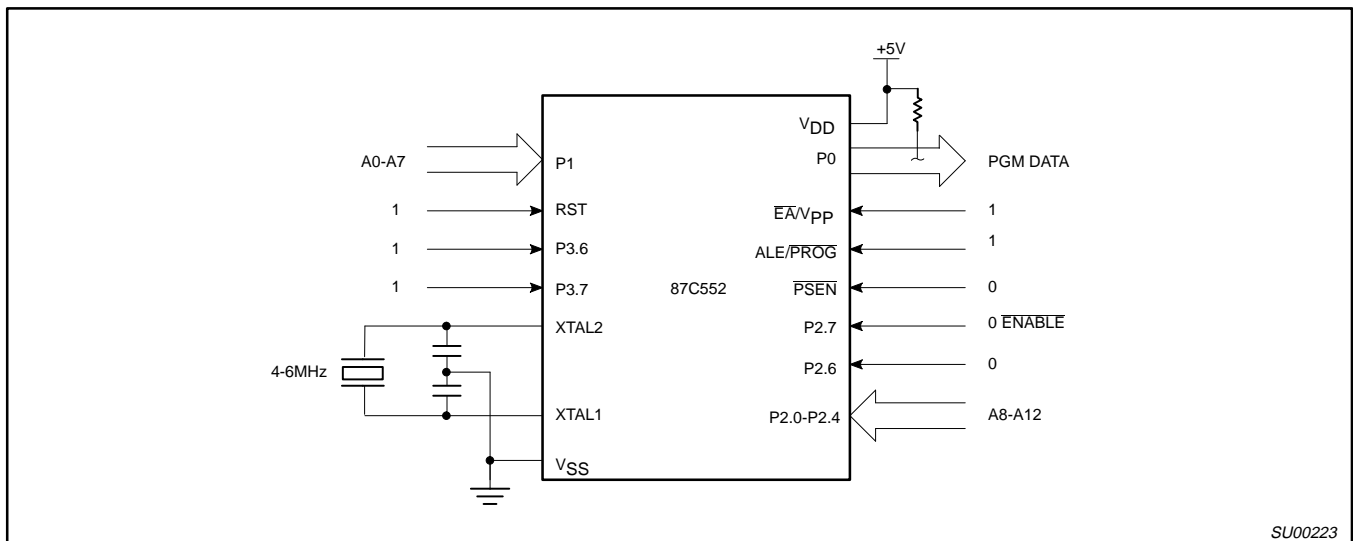 +5V
VDD
P0
PGM DATA
A0-A7
P1
1
RST
EA/VPP
1
1
P3.6
ALE/PROG
1
1
P3.7
87C552
PSEN
0
XTAL2
P2.7
0 ENABLE
4-6MHz
P2.6
0
XTAL1
P2.0-P2.4
A8-A12
VSS
SU00223